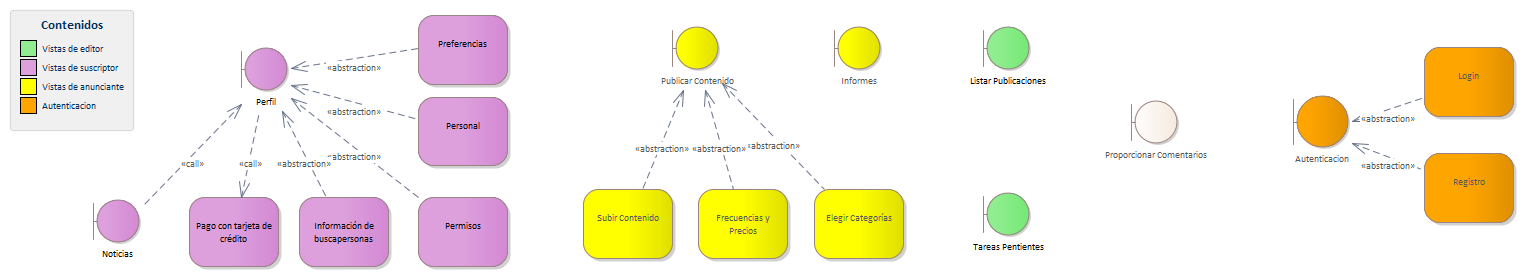 Contenidos
Vistas de editor
Vistas de suscriptor
Vistas de anunciante
Autenticacion
Perfil
Preferencias
«abstraction»
Personal
«abstraction»
«call»
«call»
«abstraction»
«abstraction»
Noticias
Pago con tarjeta de
crédito
Información de
buscapersonas
Permisos
Publicar Contenido
«abstraction»
«abstraction»
«abstraction»
Subir Contenido
Frecuencias y
Precios
Elegir Categorías
Informes
Listar Publicaciones
Tareas Pentientes
Proporcionar Comentarios
Autenticacion
Login
«abstraction»
«abstraction»
Registro